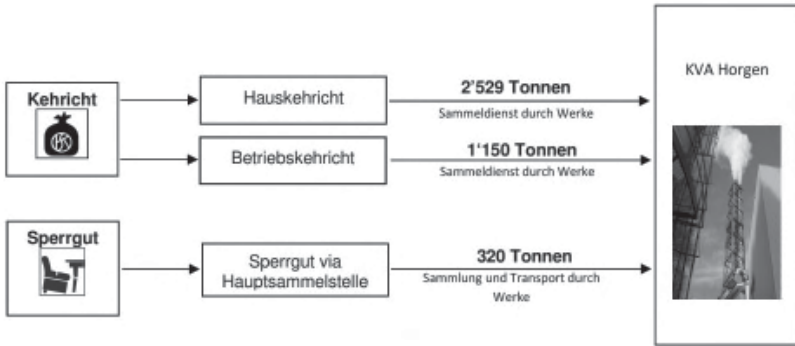 KVA Horgen
Kehricht
Hauskehricht
2’529 Tonnen
Sammeldienst durch Werke
Betriebskehricht
1‘150 Tonnen
Sammeldienst durch Werke
Sperrgut
Sperrgut via
Hauptsammelstelle
320 Tonnen
Sammlung und Transport durch
Werke